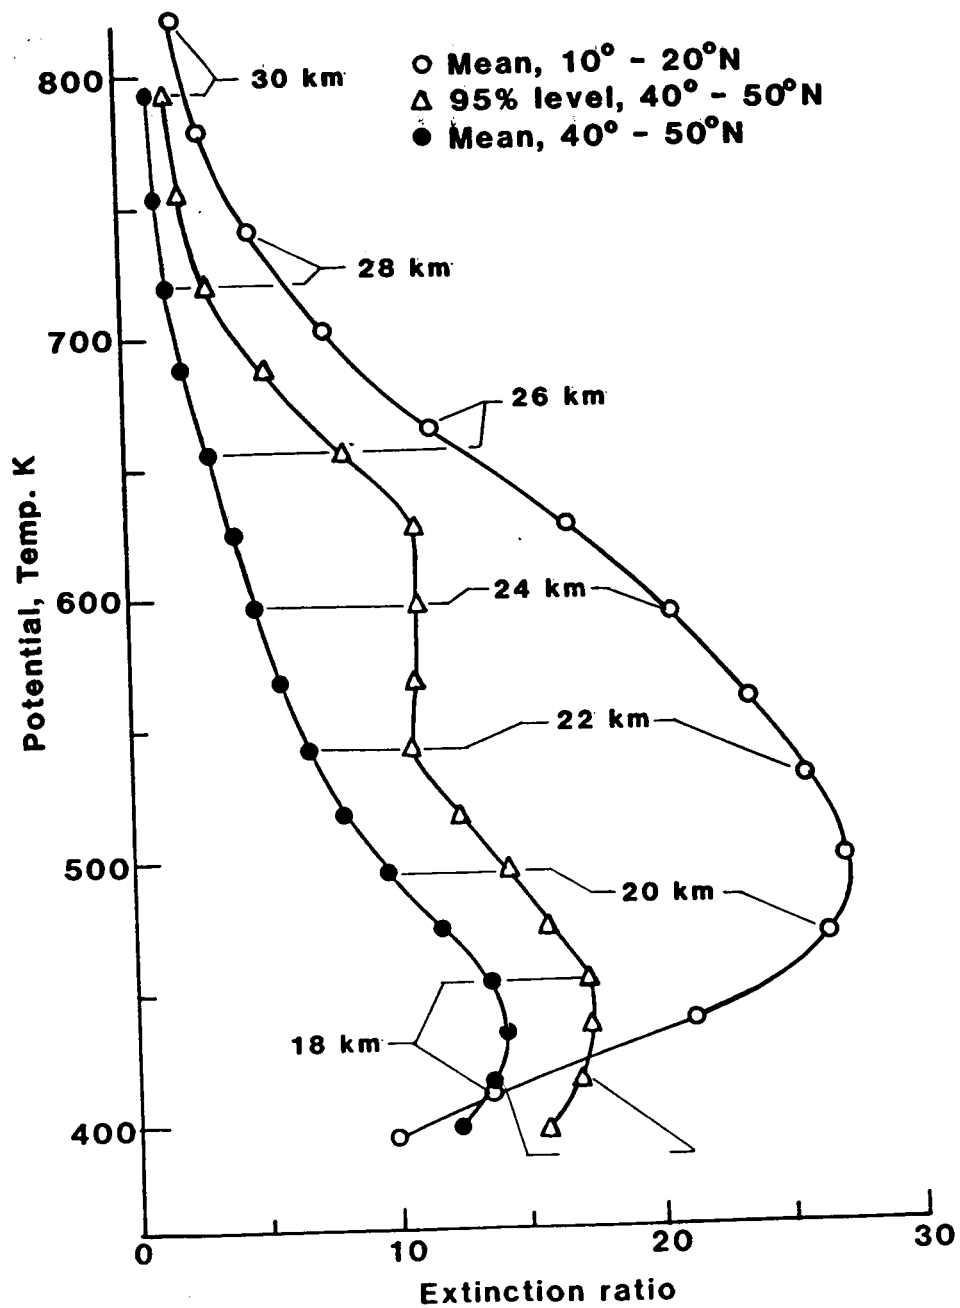 Mean, 10° - 20°N
95% level, 40° - 50°N
Mean, 40° - 50°N
800
30 km
28 km
700
26 km
Potential, Temp. K
600
24 km
22 km
500
20 km
18 km
400
0
10
20
30
Extinction ratio